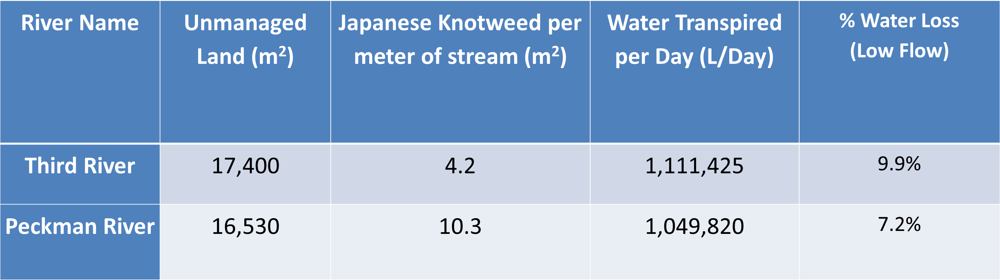 River Name
Unmanaged
Land (m²)
Japanese Knotweed per
meter of stream (m²)
Water Transpired
per Day (L/Day)
% Water Loss
(Low Flow)
Third River
17,400
4.2
1,111,425
9.9%
Peckman River
16,530
10.3
1,049,820
7.2%